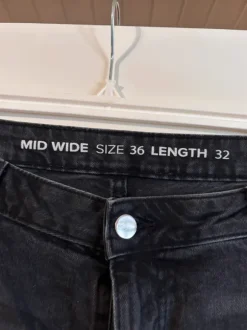 MID WIDE SIZE 36 LENGTH 32